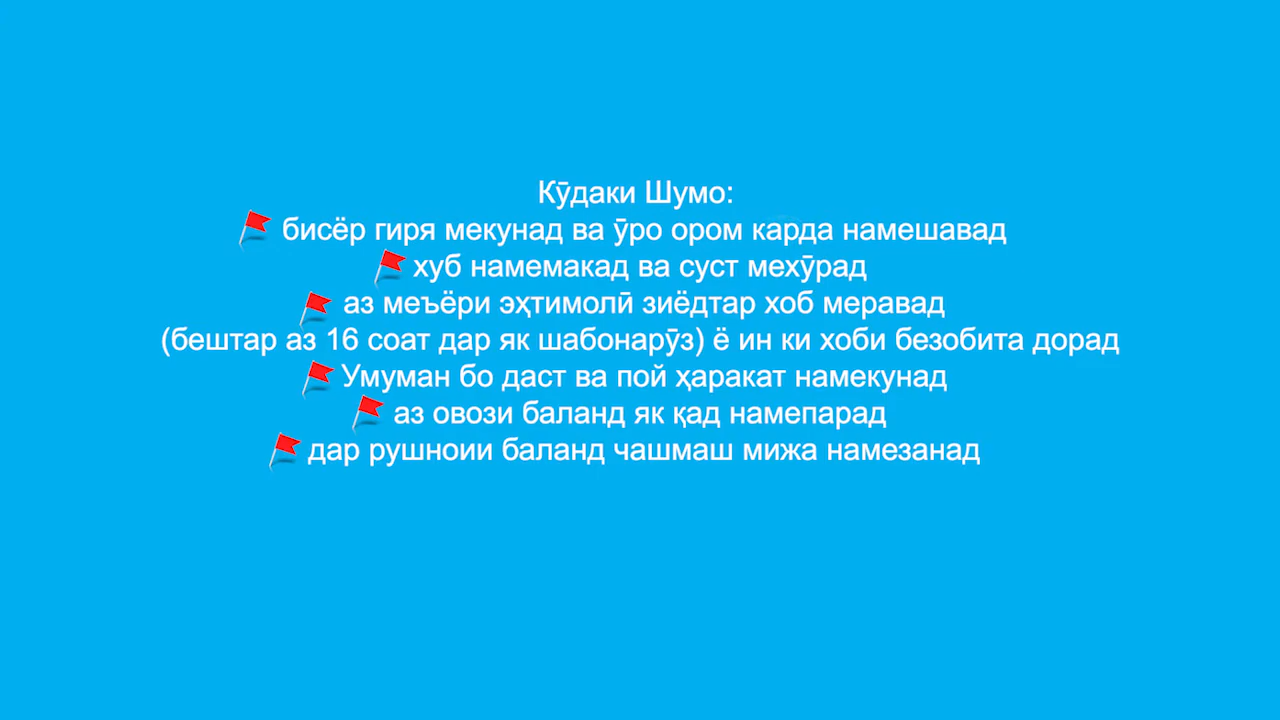 Кӯдаки Шумо:
бисёр гиря мекунад ва ӯро ором карда намешавад
хуб намемакад ва суст мехӯрад
аз меъёри эҳтимолӣ зиёдтар хоб меравад
(бештар аз 16 соат дар як шабонарӯз) ё ин ки хоби безобита дорад
Умуман бо даст ва пой ҳаракат намекунад
аз овози баланд як қад намепарад
дар рушноии баланд чашмаш мижа намезанад